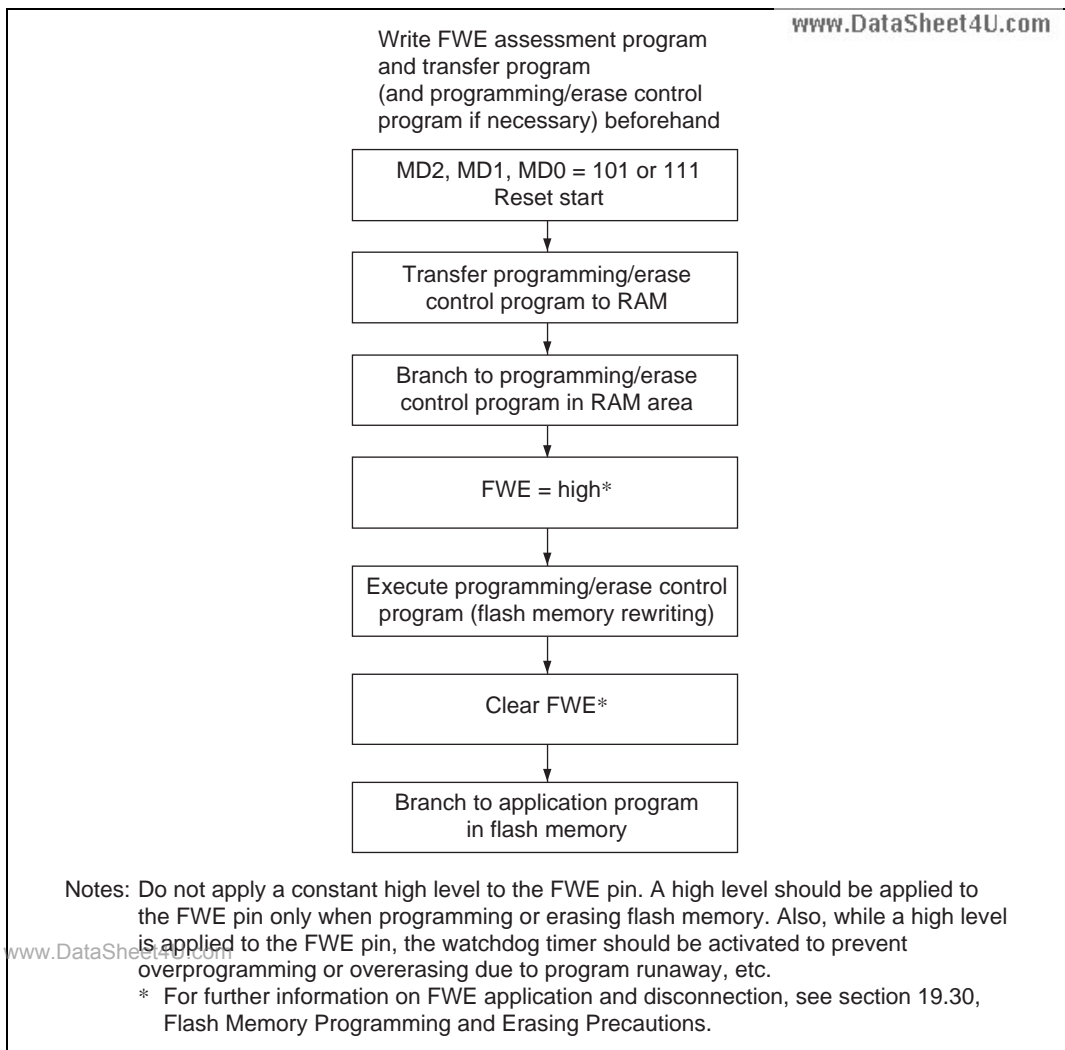 www.DataSheet4U.com
Write FWE assessment program
and transfer program
(and programming/erase control
program if necessary) beforehand
MD2, MD1, MD0 = 101 or 111
Reset start
Transfer programming/erase
control program to RAM
Branch to programming/erase
control program in RAM area
FWE = high*
Execute programming/erase control
program (flash memory rewriting)
Clear FWE*
Branch to application program
in flash memory
Notes: Do not apply a constant high level to the FWE pin. A high level should be applied to
the FWE pin only when programming or erasing flash memory. Also, while a high level
is applied to the FWE pin, the watchdog timer should be activated to prevent
www.DataSheet4U.com
overprogramming or overerasing due to program runaway, etc.
* For further information on FWE application and disconnection, see section 19.30,
Flash Memory Programming and Erasing Precautions.